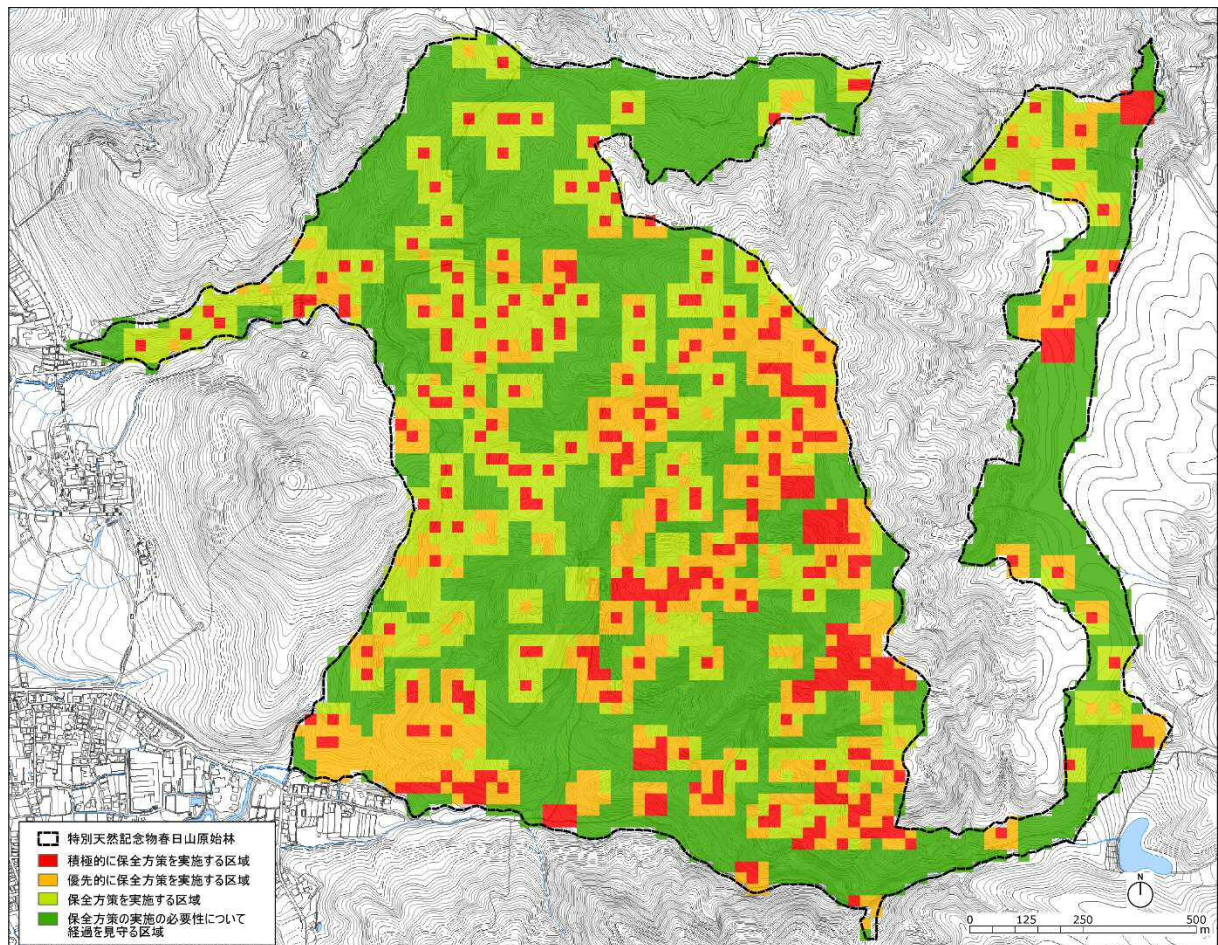 特別天然記念物春日山原始林
積極的に保全方策を実施する区域
優先的に保全方策を実施する区域
保全方策を実施する区域
保全方策の実施の必要性について
経過を見守る区域
N
0 125 250 500
m